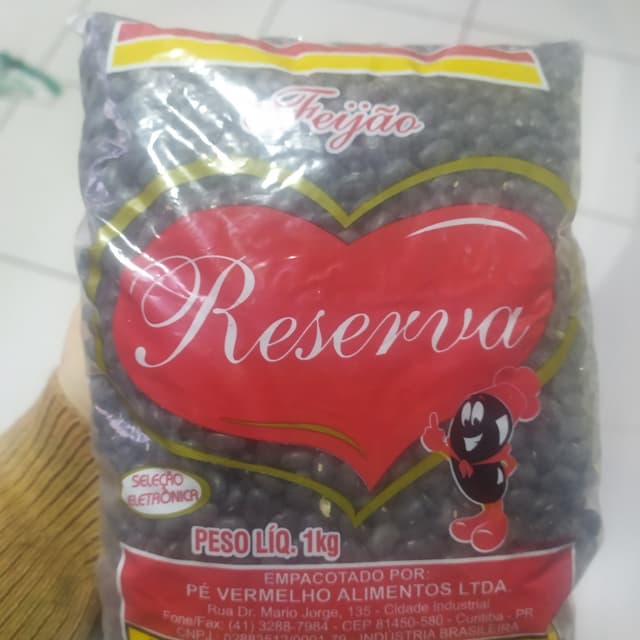 Feijão
Reserva
SELEÇÃO
ELETRÔNICA
PESO LÍQ. 1kg
EMPACOTADO POR:
PÉ VERMELHO ALIMENTOS LTDA
Rua Dr. Mario Jorge, 135 - Cidade Industrial
Fone/Fax: (41) 3288-7984 - CEP 81450-580 - Curitiba - PR
INDÚSTRIA BRASILEIRA